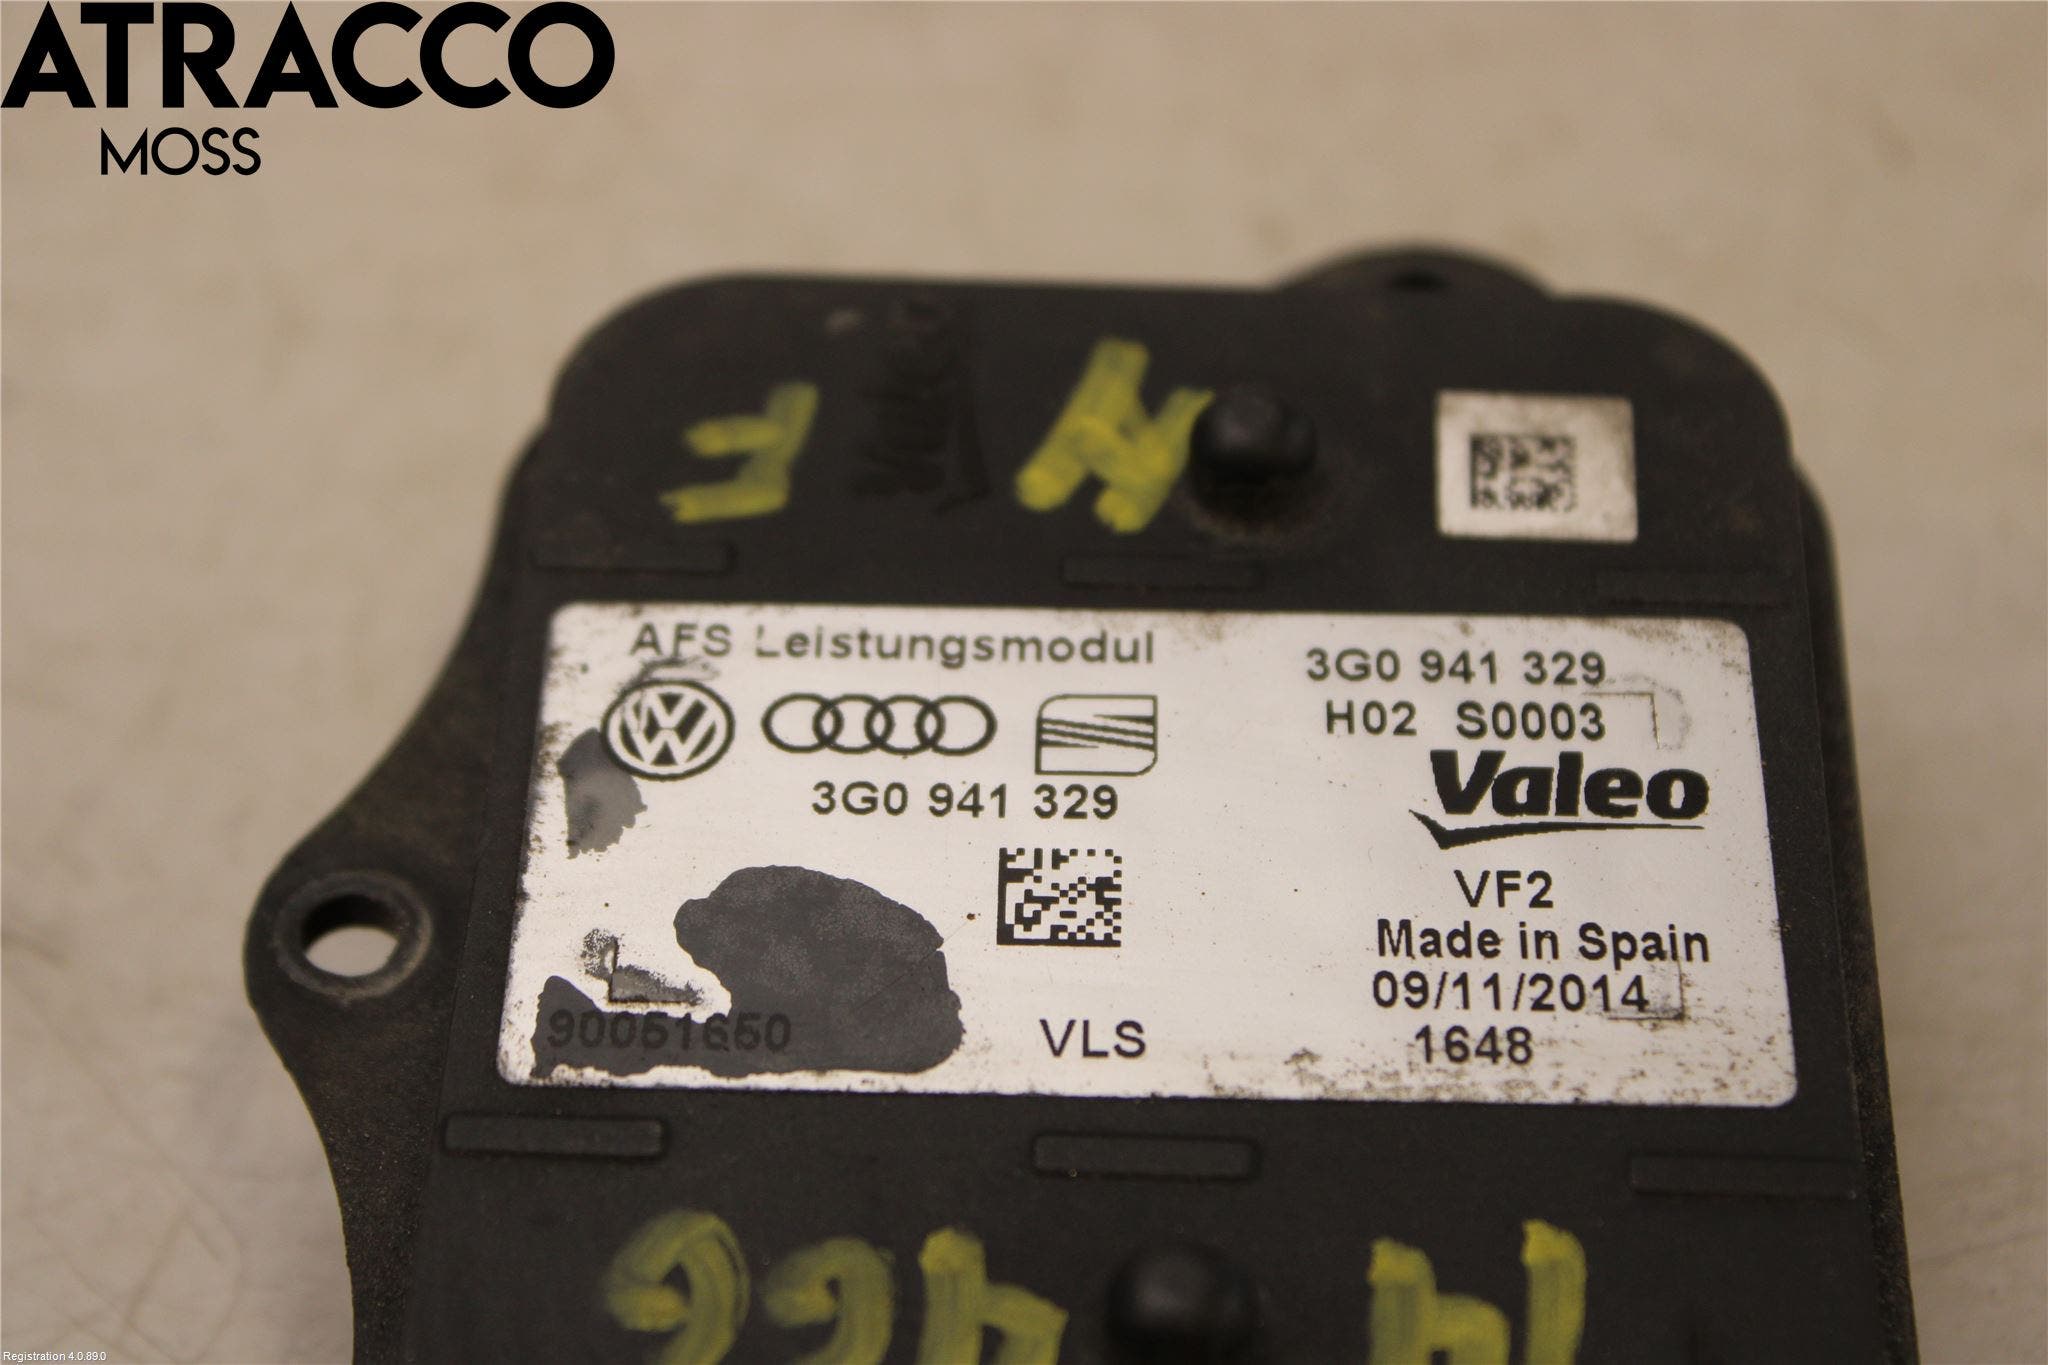 ATRACCO
MOSS
AFS Leistungsmodul
3G0 941 329
3G0 941 329
H02 S0003
Valeo
VF2
Made in Spain
09/11/2014
1648
90051650
VLS
Registration 4.0.89.0